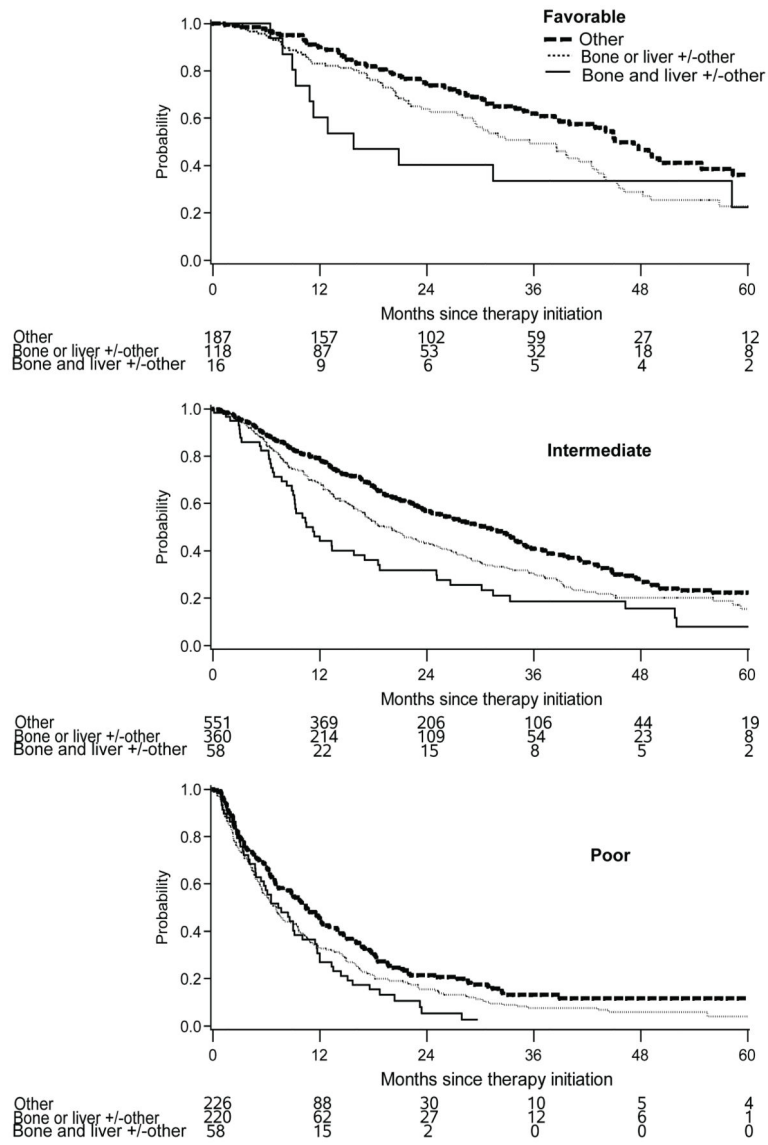 Favorable
Other
Bone or liver +/-other
Bone and liver +/-other
Probability
1.0
0.8
0.6
0.4
0.2
0.0
0 12 24 36 48 60
Months since therapy initiation
Other 187 157 102 59 27 12
Bone or liver +/-other 118 87 53 32 18 8
Bone and liver +/-other 16 9 6 5 4 2
Intermediate
Probability
1.0
0.8
0.6
0.4
0.2
0.0
0 12 24 36 48 60
Months since therapy initiation
Other 551 369 206 106 44 19
Bone or liver +/-other 360 214 109 54 23 8
Bone and liver +/-other 58 22 15 8 5 2
Poor
Probability
1.0
0.8
0.6
0.4
0.2
0.0
0 12 24 36 48 60
Months since therapy initiation
Other 226 88 30 10 5 4
Bone or liver +/-other 220 62 27 12 6 1
Bone and liver +/-other 58 15 2 0 0 0